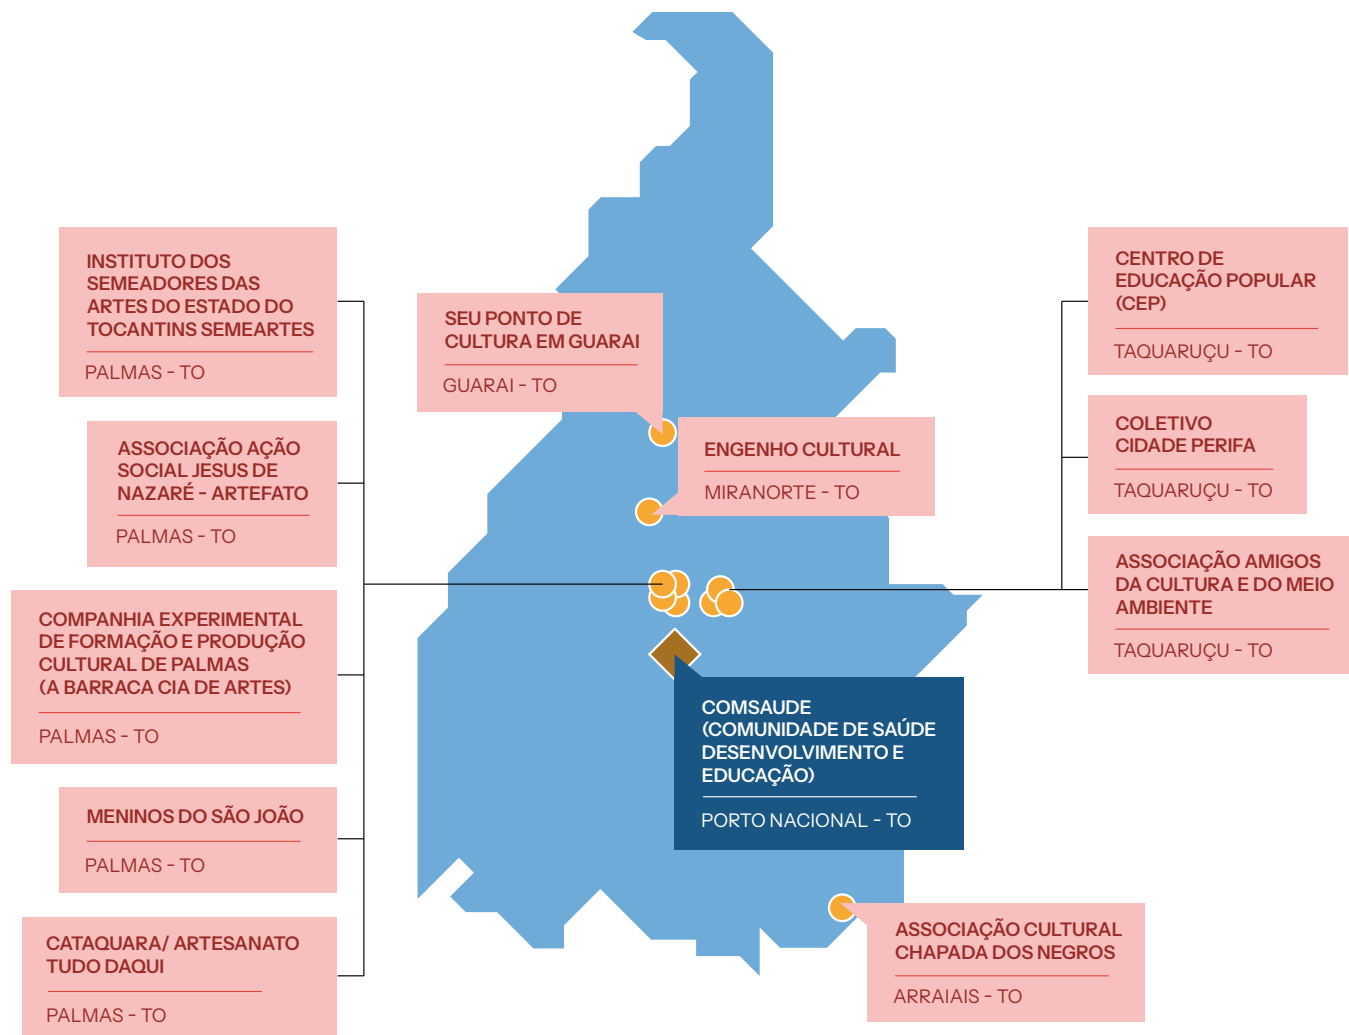 INSTITUTO DOS
SEMEADORES DAS
ARTES DO ESTADO DO
TOCANTINS SEMEARTES
PALMAS - TO
ASSOCIAÇÃO AÇÃO
SOCIAL JESUS DE
NAZARÉ - ARTEFATO
PALMAS - TO
COMPANHIA EXPERIMENTAL
DE FORMAÇÃO E PRODUÇÃO
CULTURAL DE PALMAS
(A BARRACA CIA DE ARTES)
PALMAS - TO
MENINOS DO SÃO JOÃO
PALMAS - TO
CATAQUARA/ ARTESANATO
TUDO DAQUI
PALMAS - TO
SEU PONTO DE
CULTURA EM GUARAI
GUARAI - TO
ENGENHO CULTURAL
MIRANORTE - TO
COMSAUDE
(COMUNIDADE DE SAÚDE
DESENVOLVIMENTO E
EDUCAÇÃO)
PORTO NACIONAL - TO
ASSOCIAÇÃO CULTURAL
CHAPADA DOS NEGROS
ARRAIAIS - TO
CENTRO DE
EDUCAÇÃO POPULAR
(CEP)
TAQUARUÇU - TO
COLETIVO
CIDADE PERIFA
TAQUARUÇU - TO
ASSOCIAÇÃO AMIGOS
DA CULTURA E DO MEIO
AMBIENTE
TAQUARUÇU - TO